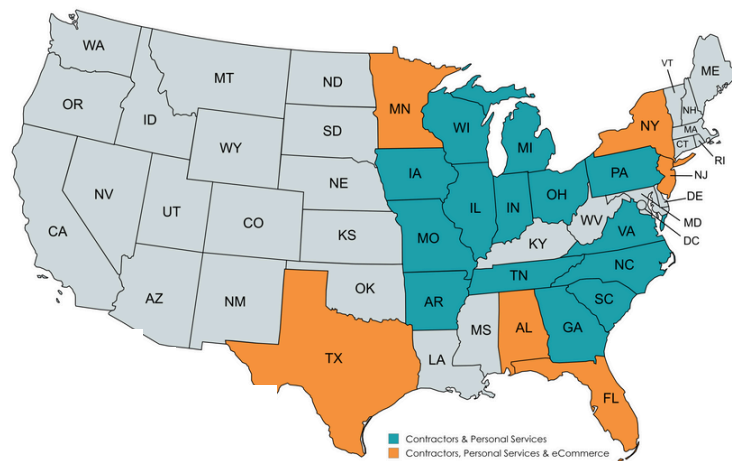 WA
MT
ND
MN
VT
ME
OR
ID
SD
WI
MI
NY
NH
MA
CT
RI
WY
NE
IA
PA
NJ
NV
UT
CO
IL
IN
OH
DE
MD
DC
CA
KS
MO
KY
WV
VA
AZ
NM
OK
AR
TN
NC
SC
TX
LA
MS
AL
GA
FL
Contractors & Personal Services
Contractors, Personal Services & eCommerce